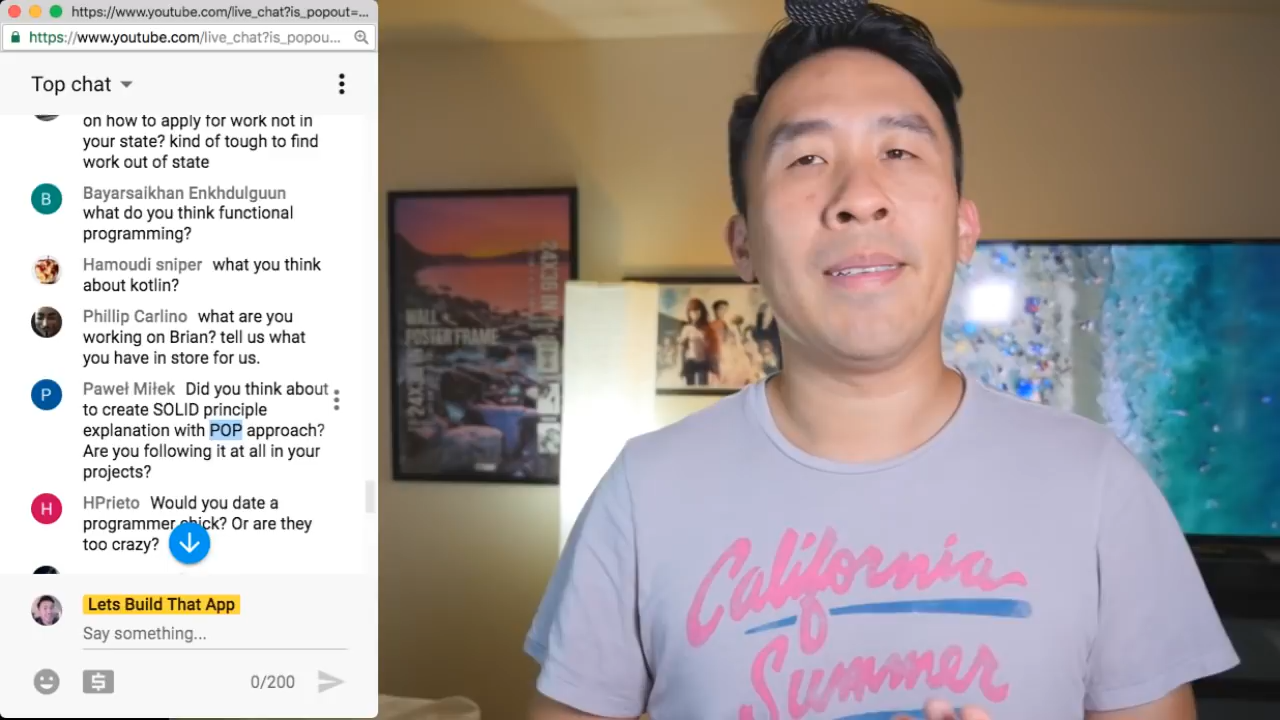 https://www.youtube.com/live_chat?is_popout=...
https://www.youtube.com/live_chat?is_popou...
Top chat
on how to apply for work not in
your state? kind of tough to find
work out of state
B
Bayarsaikhan Enkhdulguun
what do you think functional
programming?
Hamoudi sniper what you think
about kotlin?
Phillip Carlino what are you
working on Brian? tell us what
you have in store for us.
P
Paweł Miłek Did you think about
to create SOLID principle
explanation with POP approach?
Are you following it at all in your
projects?
H
HPrieto Would you date a
programmer chick? Or are they
too crazy?
Lets Build That App
Say something...
0/200
24X36 IN
WALL
POSTER FRAME
24X36
California
Summer